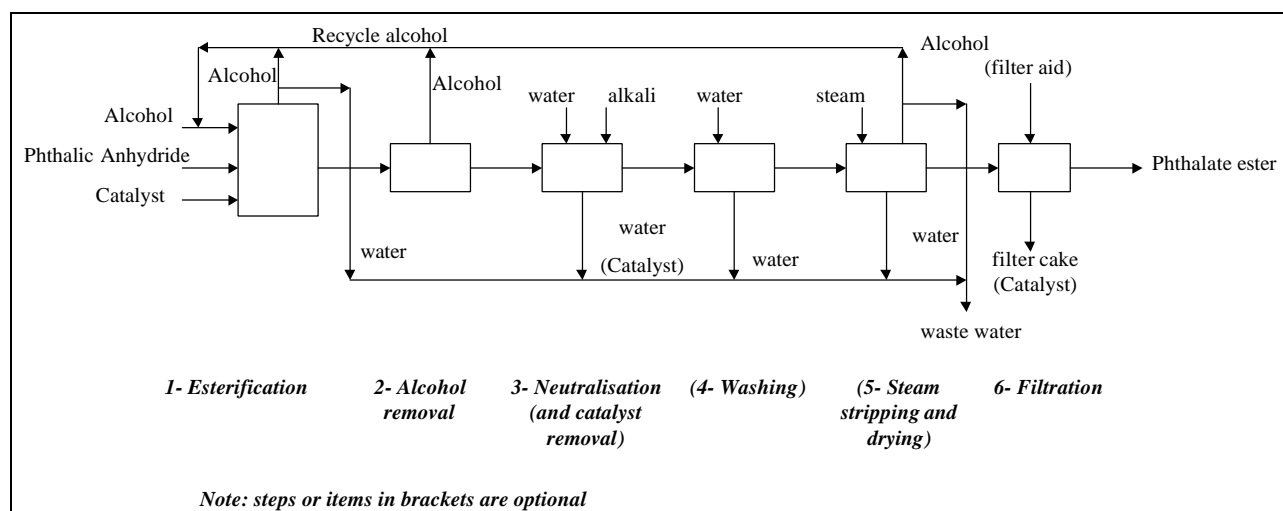 Recycle alcohol
Alcohol
(filter aid)
Alcohol
Alcohol
water
alkali
water
steam
Alcohol
Phthalic Anhydride
Catalyst
Phthalate ester
water
water
(Catalyst)
water
water
filter cake
(Catalyst)
waste water
1- Esterification
2- Alcohol
removal
3- Neutralisation
(and catalyst
removal)
(4- Washing)
(5- Steam
stripping and
drying)
6- Filtration
Note: steps or items in brackets are optional